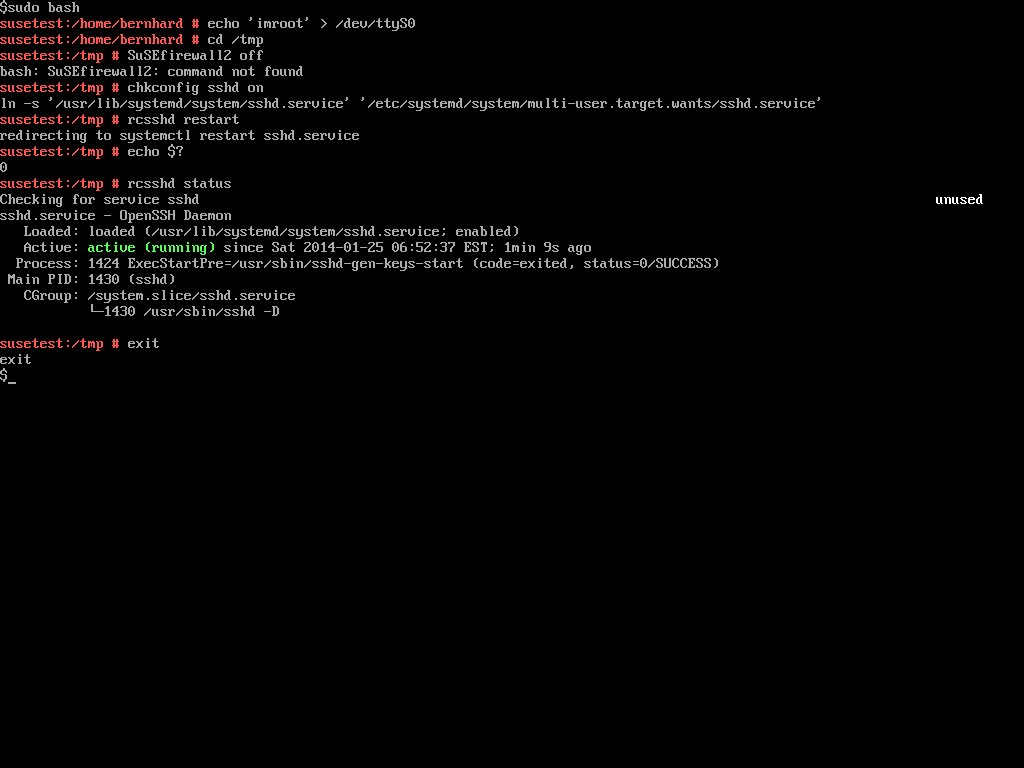 $sudo bash
susetest:/home/bernhard # echo 'imroot' > /dev/ttyS0
susetest:/home/bernhard # cd /tmp
susetest:/tmp # SuSEfirewall2 off
bash: SuSEfirewall2: command not found
susetest:/tmp # chkconfig sshd on
ln -s '/usr/lib/systemd/system/sshd.service' '/etc/systemd/system/multi-user.target.wants/sshd.service'
susetest:/tmp # rcsshd restart
redirecting to systemctl restart sshd.service
susetest:/tmp # echo $?
0
susetest:/tmp # rcsshd status
Checking for service sshd unused
sshd.service - OpenSSH Daemon
   Loaded: loaded (/usr/lib/systemd/system/sshd.service; enabled)
   Active: active (running) since Sat 2014-01-25 06:52:37 EST; 1min 9s ago
  Process: 1424 ExecStartPre=/usr/sbin/sshd-gen-keys-start (code=exited, status=0/SUCCESS)
 Main PID: 1430 (sshd)
   CGroup: /system.slice/sshd.service
           └─1430 /usr/sbin/sshd -D
susetest:/tmp # exit
exit
$_